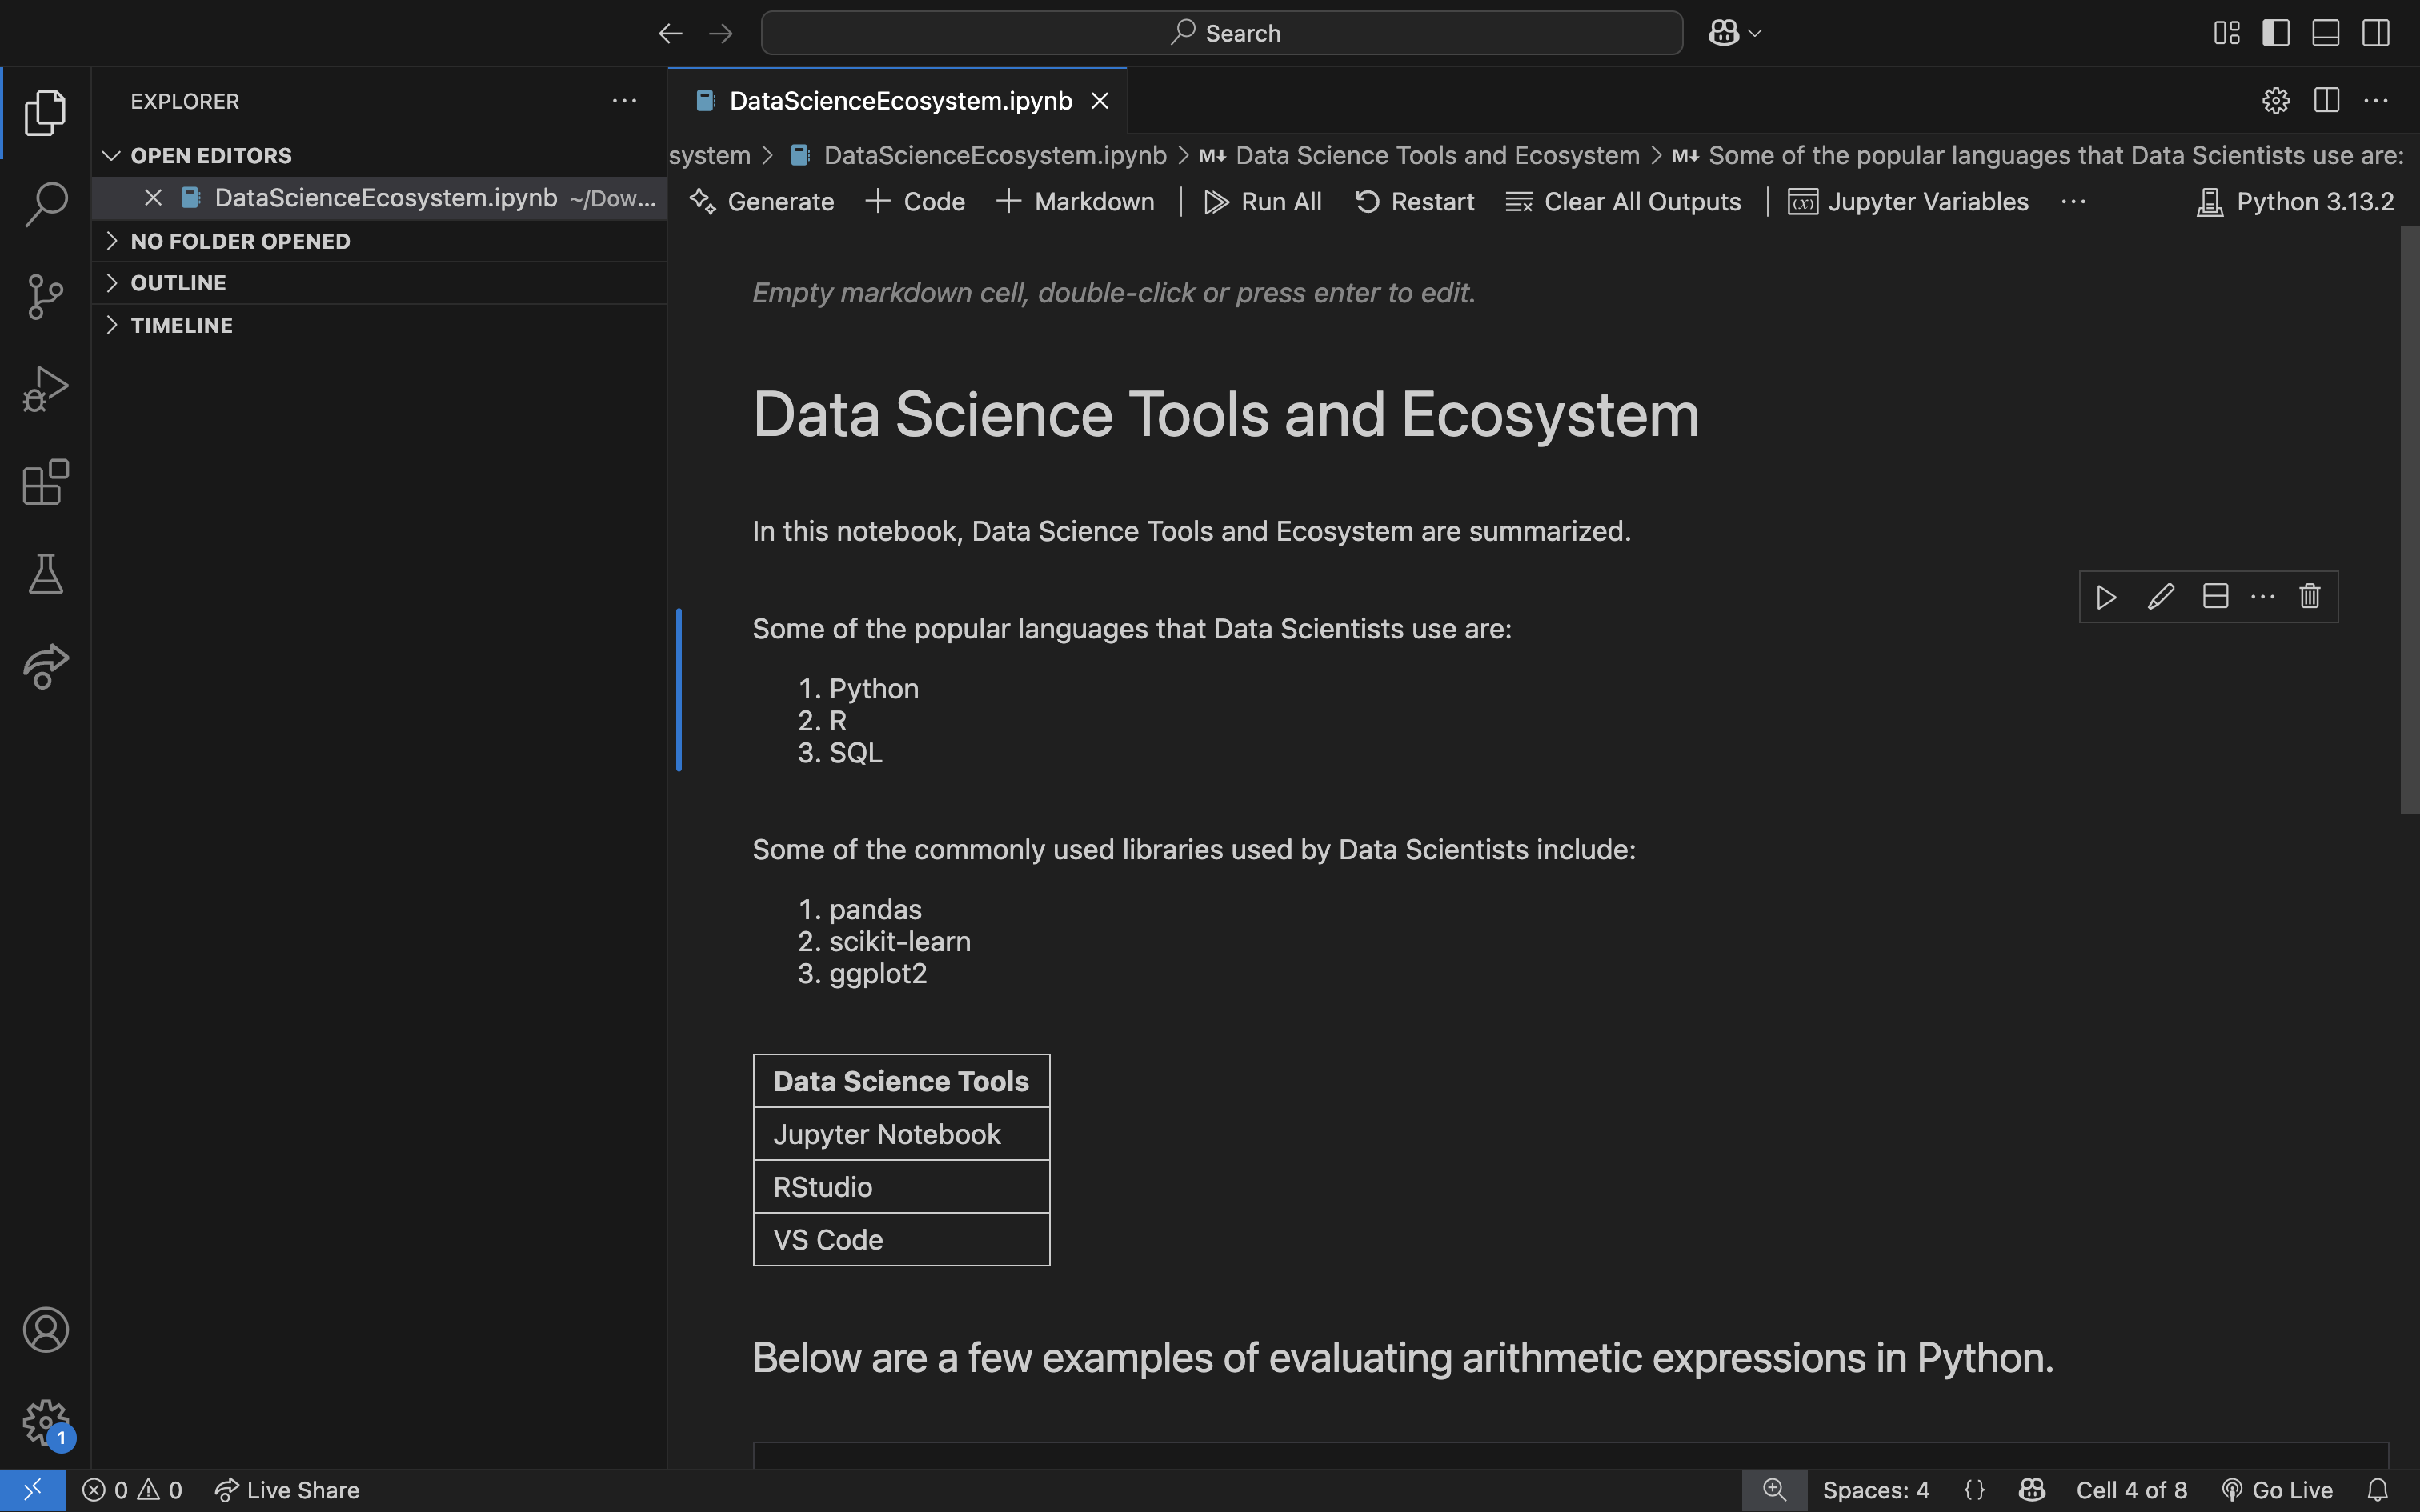 Search
EXPLORER
OPEN EDITORS
DataScienceEcosystem.ipynb ~/Dow...
NO FOLDER OPENED
OUTLINE
TIMELINE
DataScienceEcosystem.ipynb
system > DataScienceEcosystem.ipynb > M↓ Data Science Tools and Ecosystem > M↓ Some of the popular languages that Data Scientists use are:
Generate + Code + Markdown | Run All Restart Clear All Outputs | (x) Jupyter Variables ... Python 3.13.2
Empty markdown cell, double-click or press enter to edit.
Data Science Tools and Ecosystem
In this notebook, Data Science Tools and Ecosystem are summarized.
Some of the popular languages that Data Scientists use are:
1. Python
2. R
3. SQL
Some of the commonly used libraries used by Data Scientists include:
1. pandas
2. scikit-learn
3. ggplot2
Data Science Tools
Jupyter Notebook
RStudio
VS Code
Below are a few examples of evaluating arithmetic expressions in Python.
1
0 0 Live Share
Spaces: 4 {} Cell 4 of 8 Go Live